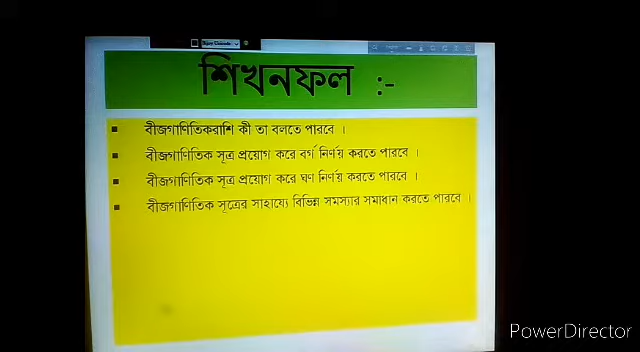 শিখনফল :-
বীজগাণিতিকরাশি কী তা বলতে পারবে ।
বীজগাণিতিক সূত্র প্রয়োগ করে বর্গ নির্ণয় করতে পারবে ।
বীজগাণিতিক সূত্র প্রয়োগ করে ঘণ নির্ণয় করতে পারবে ।
বীজগাণিতিক সূত্রের সাহায্যে বিভিন্ন সমস্যার সমাধান করতে পারবে ।
PowerDirector